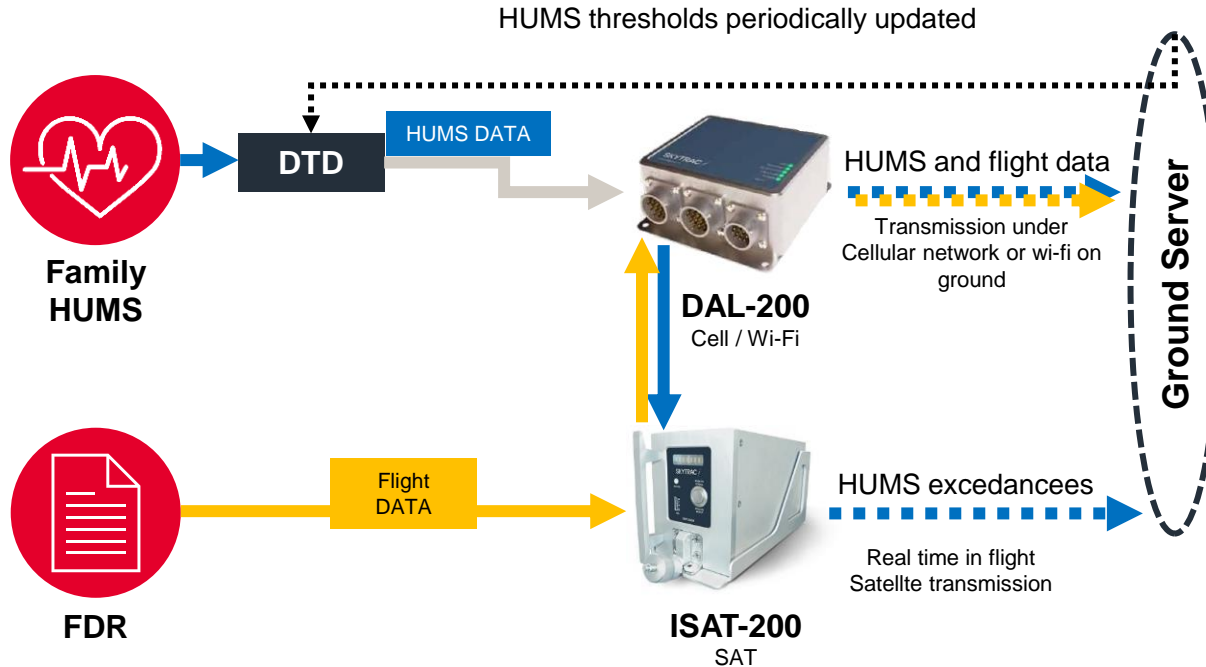 HUMS thresholds periodically updated
HUMS DATA
DTD
SKYTRAC
HUMS and flight data
Transmission under
Cellular network or wi-fi on
ground
Family
HUMS
DAL-200
Cell / Wi-Fi
Ground Server
Flight
DATA
SKYTRAC
HUMS excedancees
Real time in flight
Satellte transmission
FDR
ISAT-200
SAT